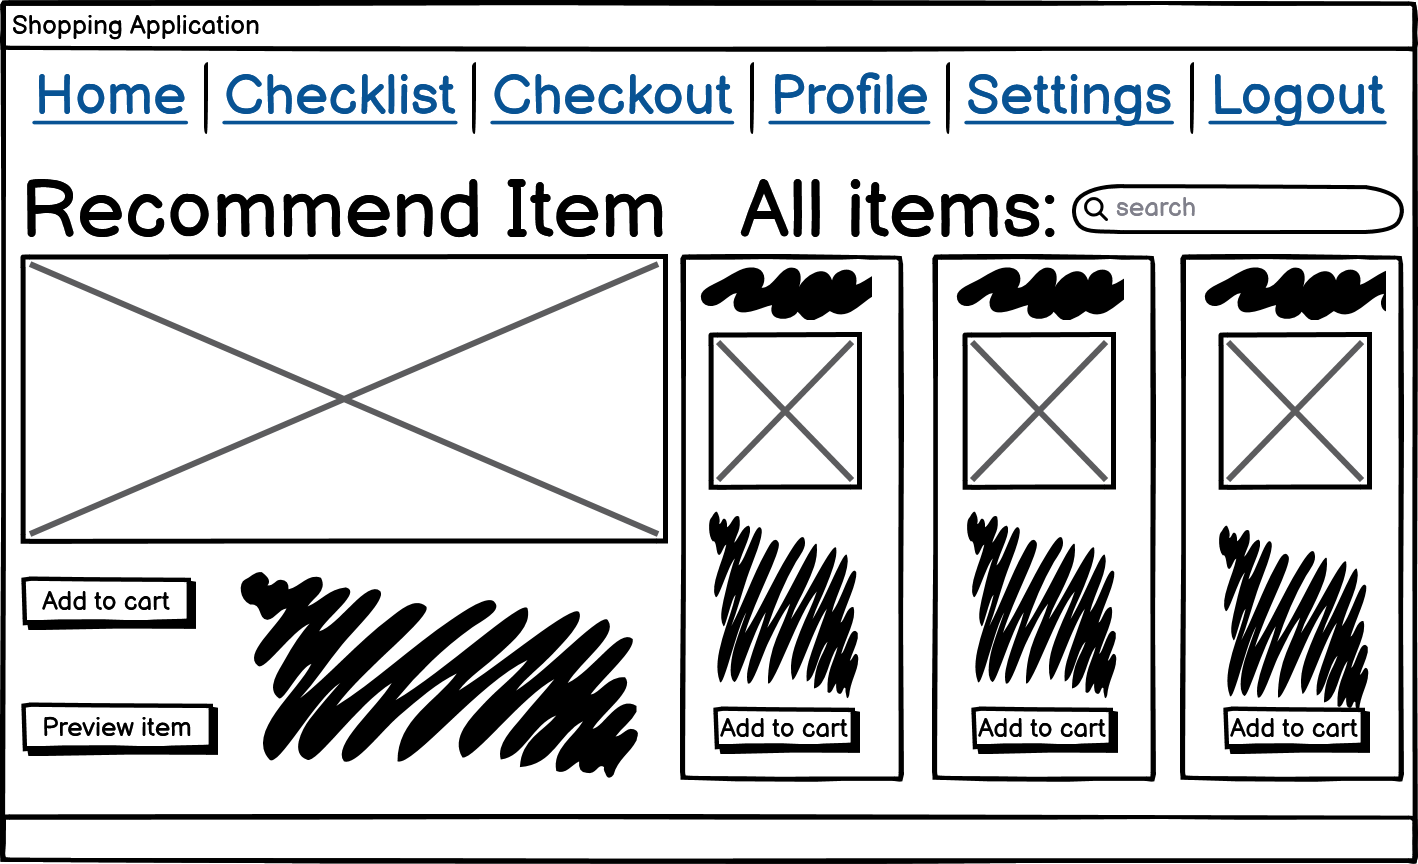 Shopping Application
Home Checklist Checkout Profile Settings Logout
Recommend Item
All items:
search
Add to cart
Preview item
Add to cart
Add to cart
Add to cart